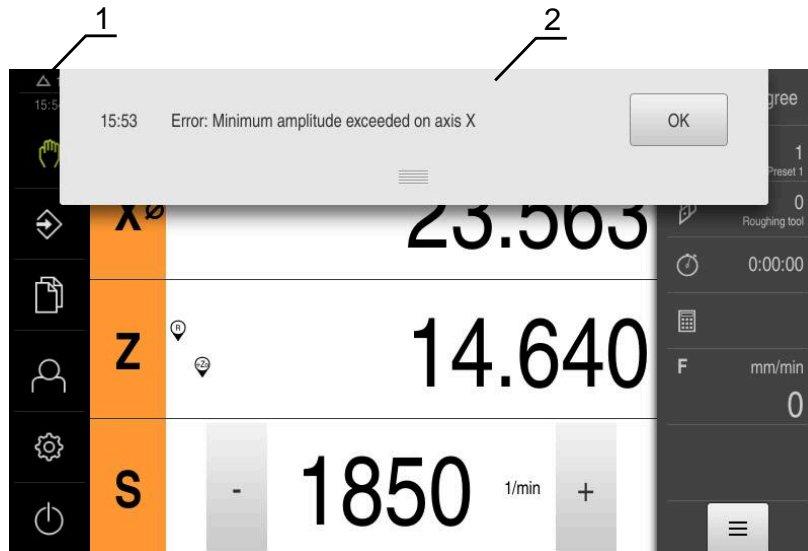 1
2
15:53 Error: Minimum amplitude exceeded on axis X OK
gree
1
Preset 1
X⌀ 23.563
0
Roughing tool
0:00:00
Z R 14.640
F mm/min
0
S - 1850 1/min +